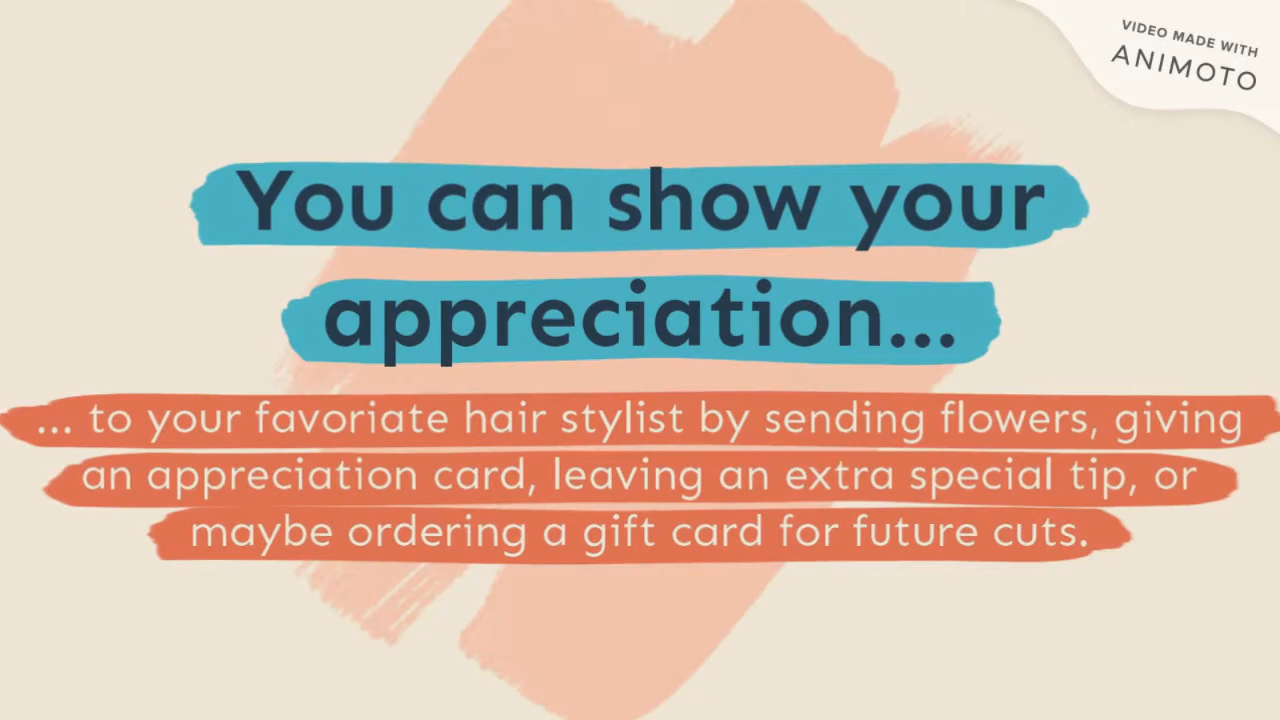 VIDEO MADE WITH
ANIMOTO
You can show your
appreciation...
... to your favoriate hair stylist by sending flowers, giving
an appreciation card, leaving an extra special tip, or
maybe ordering a gift card for future cuts.